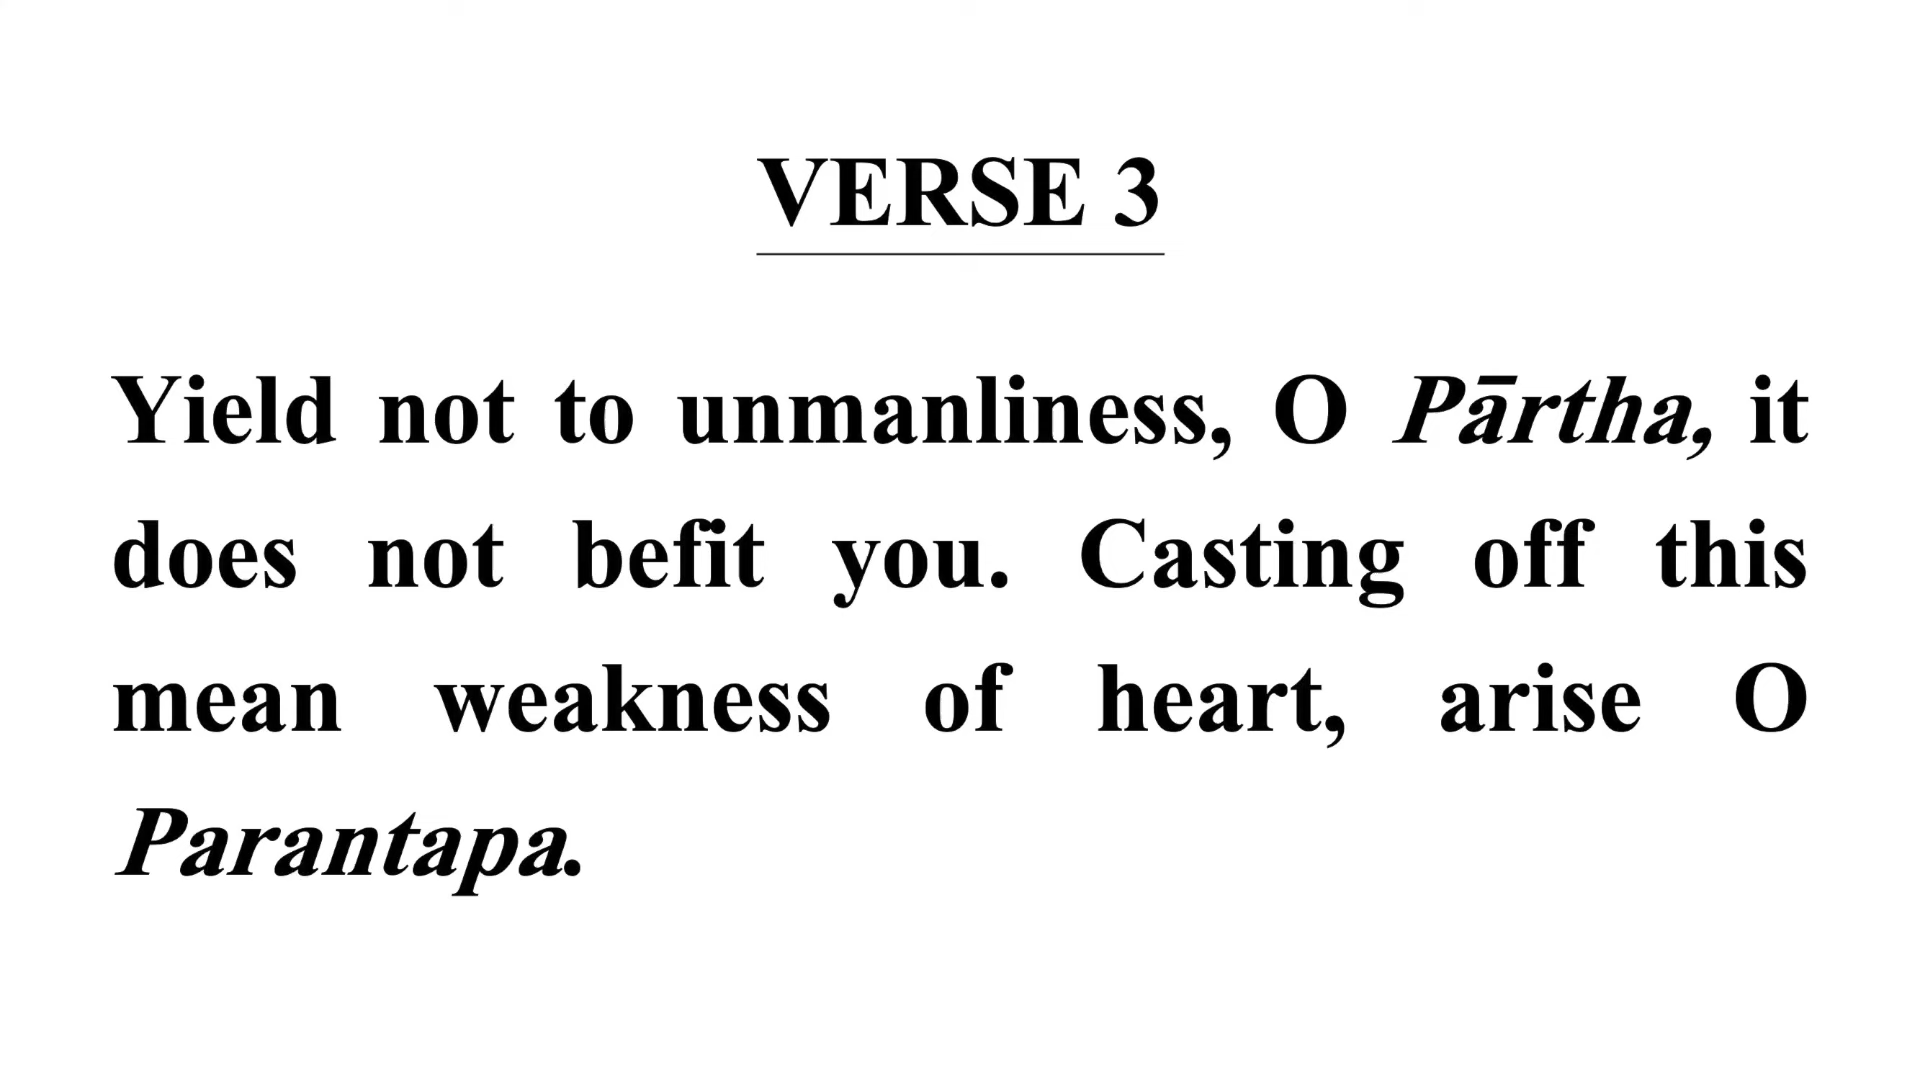 VERSE 3
Yield not to unmanliness, O Pārtha, it
does not befit you. Casting off this
mean weakness of heart, arise O
Parantapa.